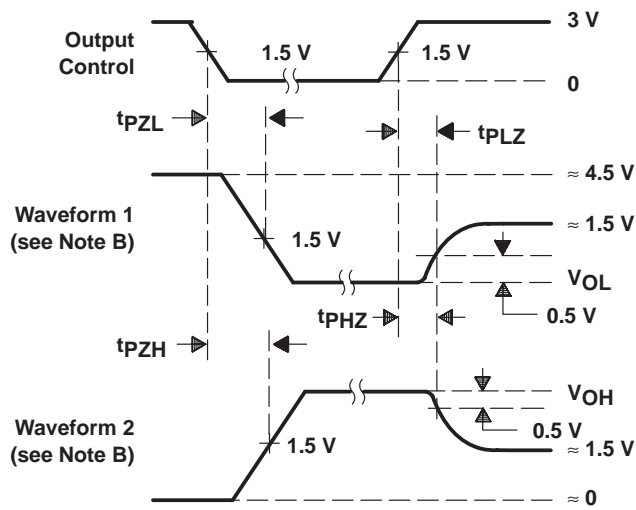 Output
Control
1.5 V
1.5 V
3 V
0
tPZL
tPLZ
≈ 4.5 V
Waveform 1
(see Note B)
1.5 V
≈ 1.5 V
VOL
0.5 V
tPHZ
tPZH
VOH
Waveform 2
(see Note B)
1.5 V
0.5 V
≈ 1.5 V
≈ 0